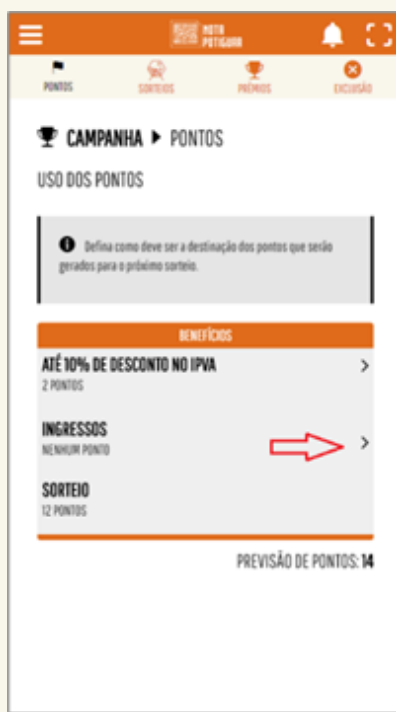 NOTA
POTIGUAR
PONTOS
SORTEIOS
PRÊMIOS
EXCLUSÃO
CAMPANHA ▸ PONTOS
USO DOS PONTOS
Defina como deve ser a destinação dos pontos que serão
gerados para o próximo sorteio.
BENEFÍCIOS
ATÉ 10% DE DESCONTO NO IPVA
2 PONTOS
INGRESSOS
NENHUM PONTO
SORTEIO
12 PONTOS
PREVISÃO DE PONTOS: 14